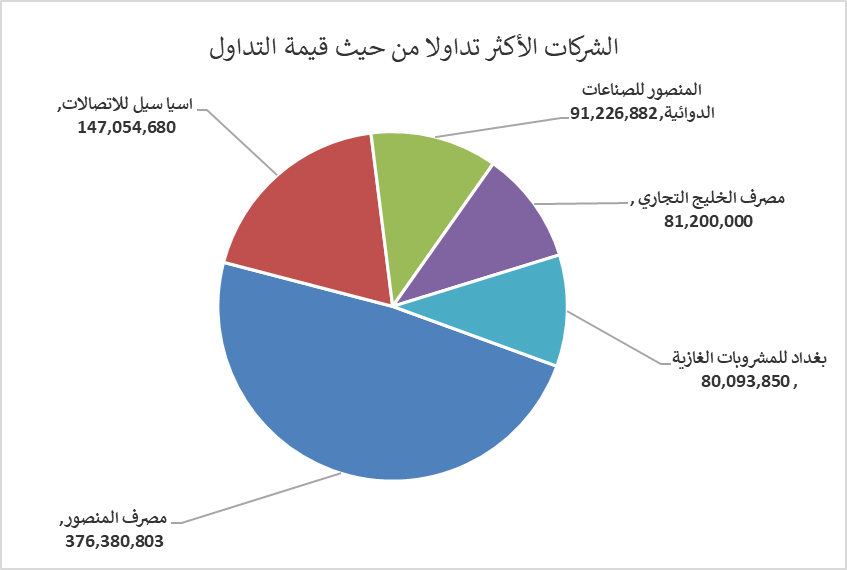 الشركات الأكثر تداولا من حيث قيمة التداول
المنصور للصناعات
الدوائية,91,226,882
مصرف الخليج التجاري ,
81,200,000
بغداد للمشروبات الغازية
, 80,093,850
مصرف المنصور,
376,380,803
اسيا سيل للاتصالات,
147,054,680